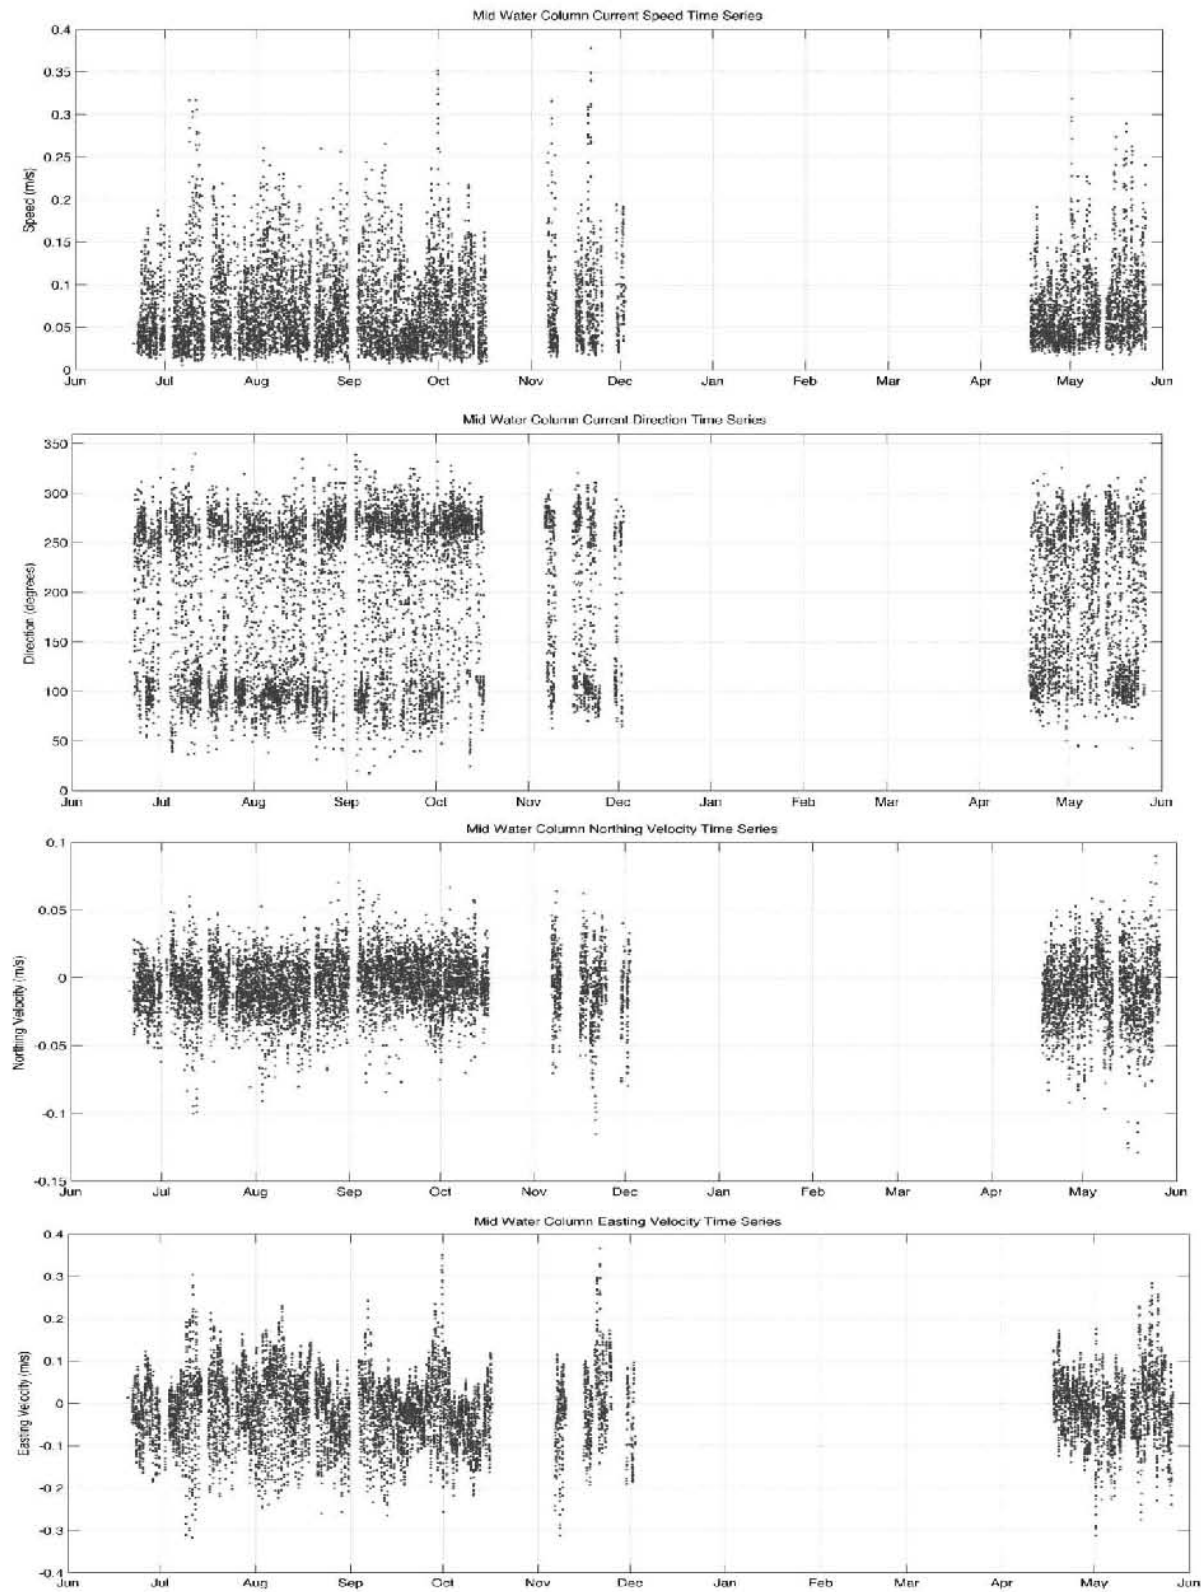 Mid Water Column Current Speed Time Series
0.4
0.35
0.3
0.25
0.2
0.15
0.1
0.05
0
Speed (m/s)
Jun Jul Aug Sep Oct Nov Dec Jan Feb Mar Apr May Jun
Mid Water Column Current Direction Time Series
350
300
250
200
150
100
50
0
Direction (degrees)
Jun Jul Aug Sep Oct Nov Dec Jan Feb Mar Apr May Jun
Mid Water Column Northing Velocity Time Series
0.1
0.05
0
-0.05
-0.1
-0.15
Northing Velocity (m/s)
Jun Jul Aug Sep Oct Nov Dec Jan Feb Mar Apr May Jun
Mid Water Column Easting Velocity Time Series
0.4
0.3
0.2
0.1
0
-0.1
-0.2
-0.3
-0.4
Easting Velocity (m/s)
Jun Jul Aug Sep Oct Nov Dec Jan Feb Mar Apr May Jun